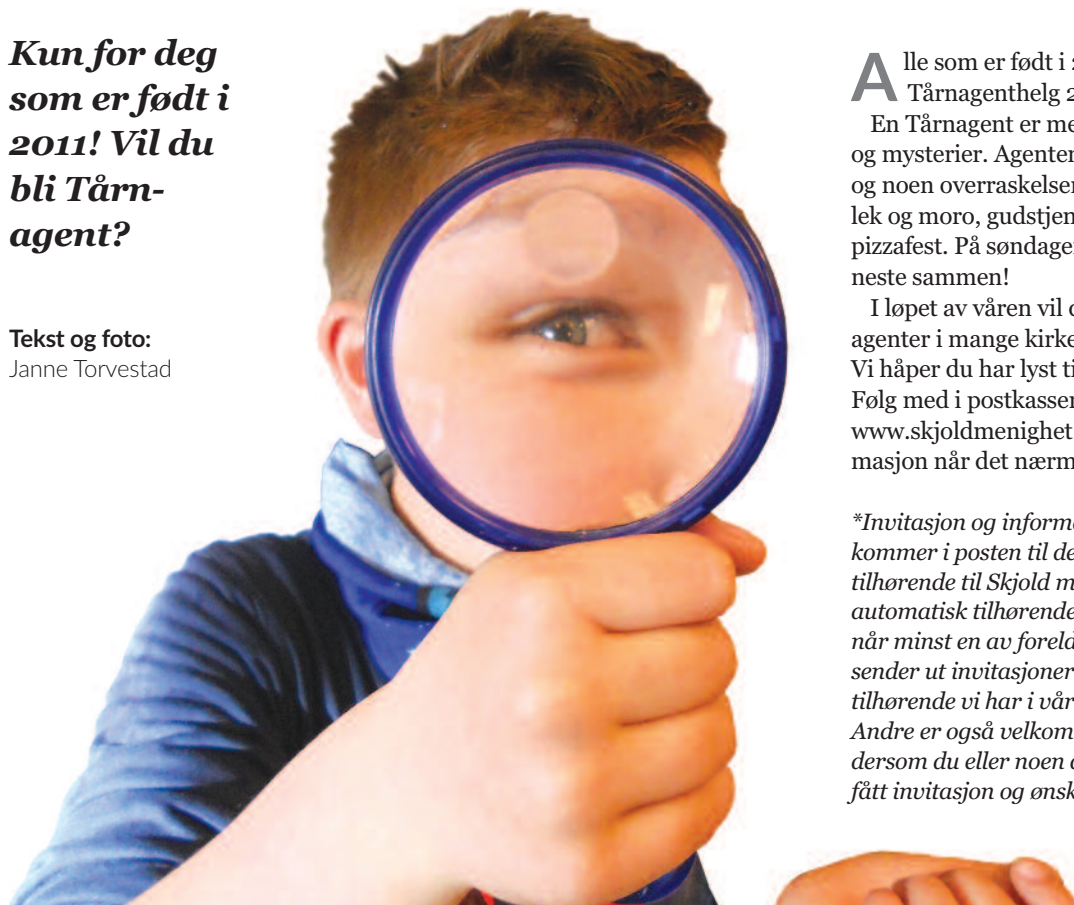 Kun for deg
som er født i
2011! Vil du
bli Tårn-
agent?
Tekst og foto:
Janne Torvestad
Alle som er født i 2
Tårnagenthelg 2
En Tårnagent er me
og mysterier. Agenter
og noen overraskelser
lek og moro, gudstjen
pizzafest. På søndage
neste sammen!
I løpet av våren vil d
agenter i mange kirke
Vi håper du har lyst ti
Følg med i postkassen
www.skjoldmenighet
masjon når det nærm
*Invitasjon og informa
kommer i posten til de
tilhørende til Skjold m
automatisk tilhørende
når minst en av foreld
sender ut invitasjoner
tilhørende vi har i vår
Andre er også velkom
dersom du eller noen a
fått invitasjon og ønsk